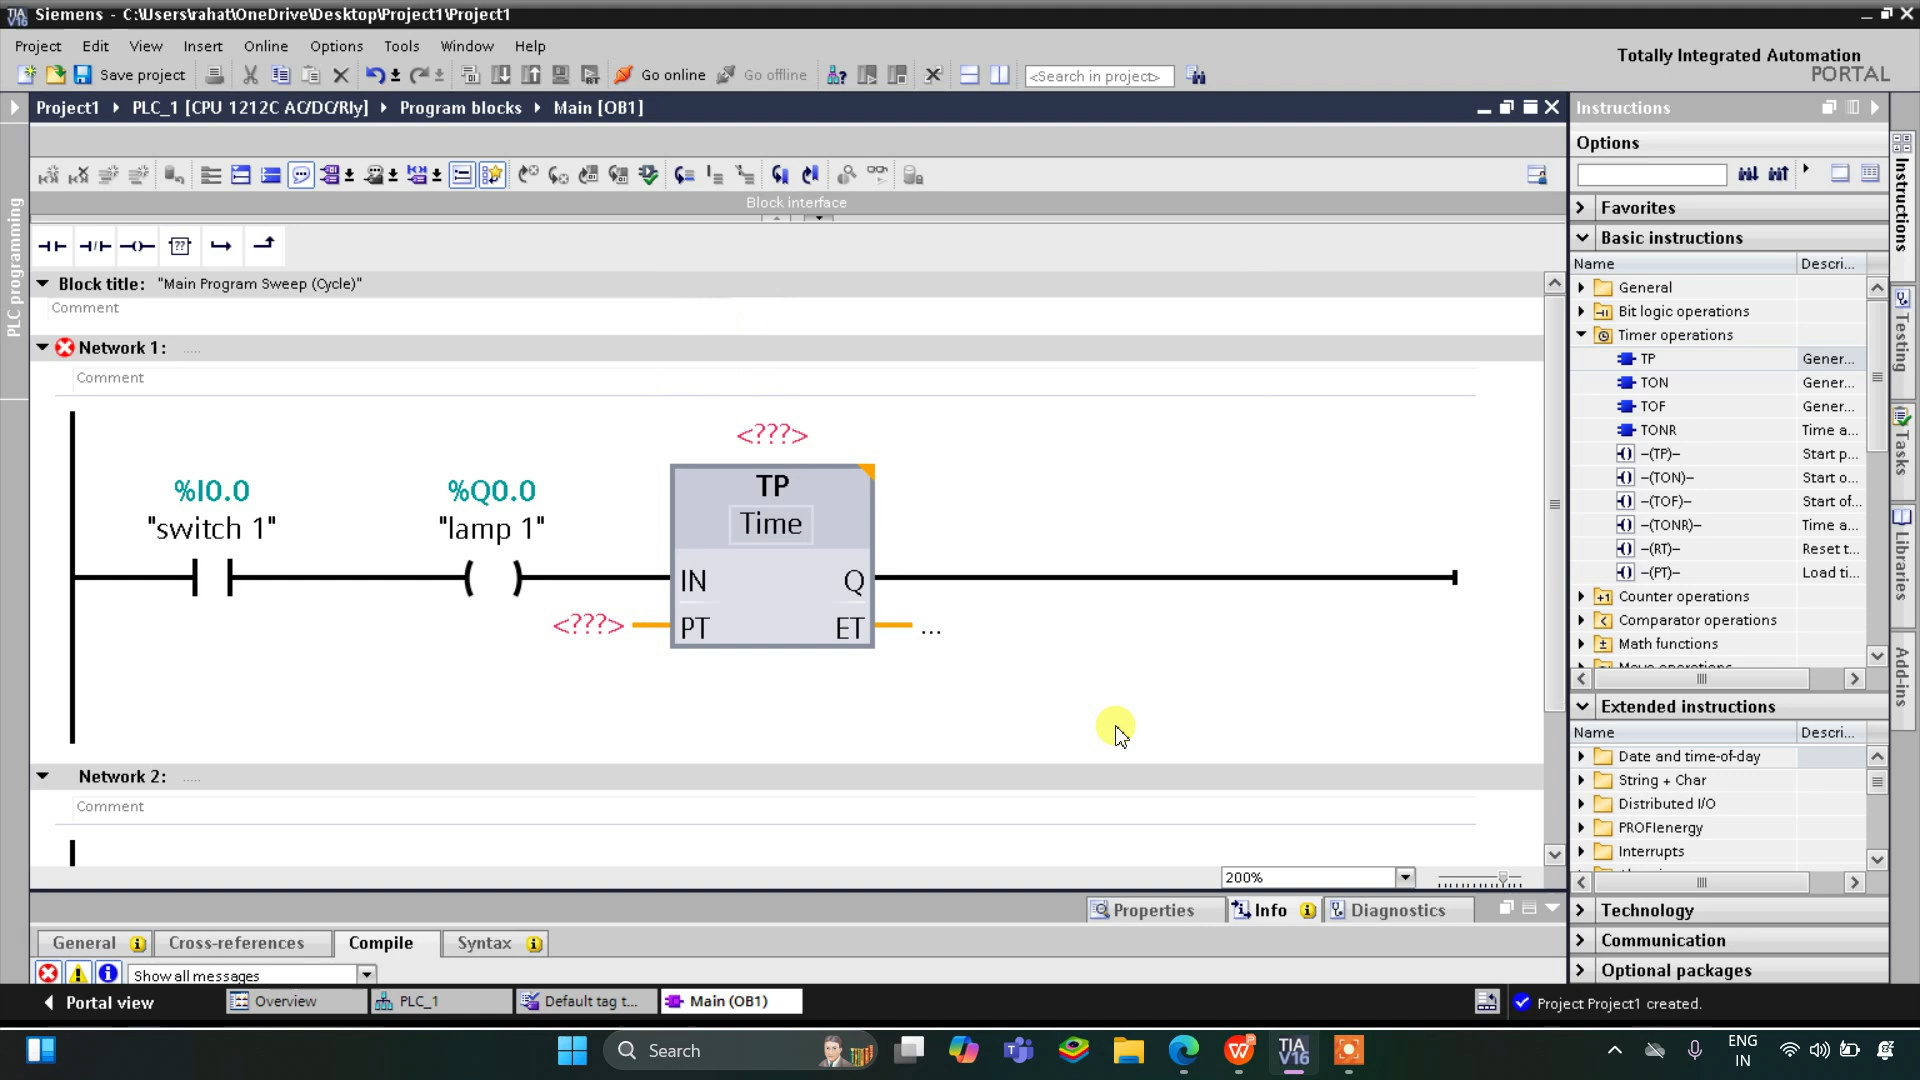 Siemens - C:\Users\rahat\OneDrive\Desktop\Project1\Project1
Project Edit View Insert Online Options Tools Window Help
Totally Integrated Automation
PORTAL
Save project
Go online
Go offline
<Search in project>
Project1 PLC_1 [CPU 1212C AC/DC/Rly] Program blocks Main [OB1]
Instructions
Options
Block interface
PLC programming
Block title: "Main Program Sweep (Cycle)"
Comment
Network 1: .....
Comment
<???>
%I0.0
"switch 1"
%Q0.0
"lamp 1"
TP
Time
IN
Q
<???>
PT
ET
...
Network 2: .....
Comment
200%
Favorites
Basic instructions
Name Descri...
General
Bit logic operations
Timer operations
TP Gener...
TON Gener...
TOF Gener...
TONR Time a...
-(TP)- Start p...
-(TON)- Start o...
-(TOF)- Start of...
-(TONR)- Time a...
-(RT)- Reset t...
-(PT)- Load ti...
Counter operations
Comparator operations
Math functions
Move operations
Extended instructions
Name Descri...
Date and time-of-day
String + Char
Distributed I/O
PROFIenergy
Interrupts
Technology
Communication
Optional packages
Instructions
Testing
Tasks
Libraries
Add-ins
Properties Info Diagnostics
General Cross-references Compile Syntax
Show all messages
Portal view
Overview
PLC_1
Default tag t...
Main (OB1)
Project Project1 created.
Search
TIA
V16
ENG
IN